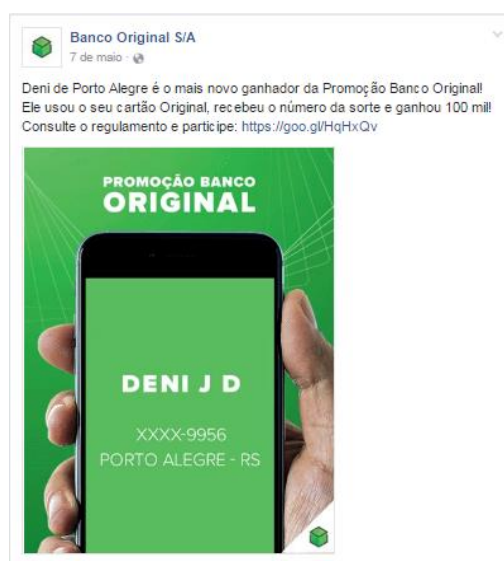 Banco Original S/A
7 de maio ·
Deni de Porto Alegre é o mais novo ganhador da Promoção Banco Original!
Ele usou o seu cartão Original, recebeu o número da sorte e ganhou 100 mil!
Consulte o regulamento e participe: https://goo.gl/HqHxQv
PROMOÇÃO BANCO
ORIGINAL
DENI J D
XXXX-9956
PORTO ALEGRE - RS